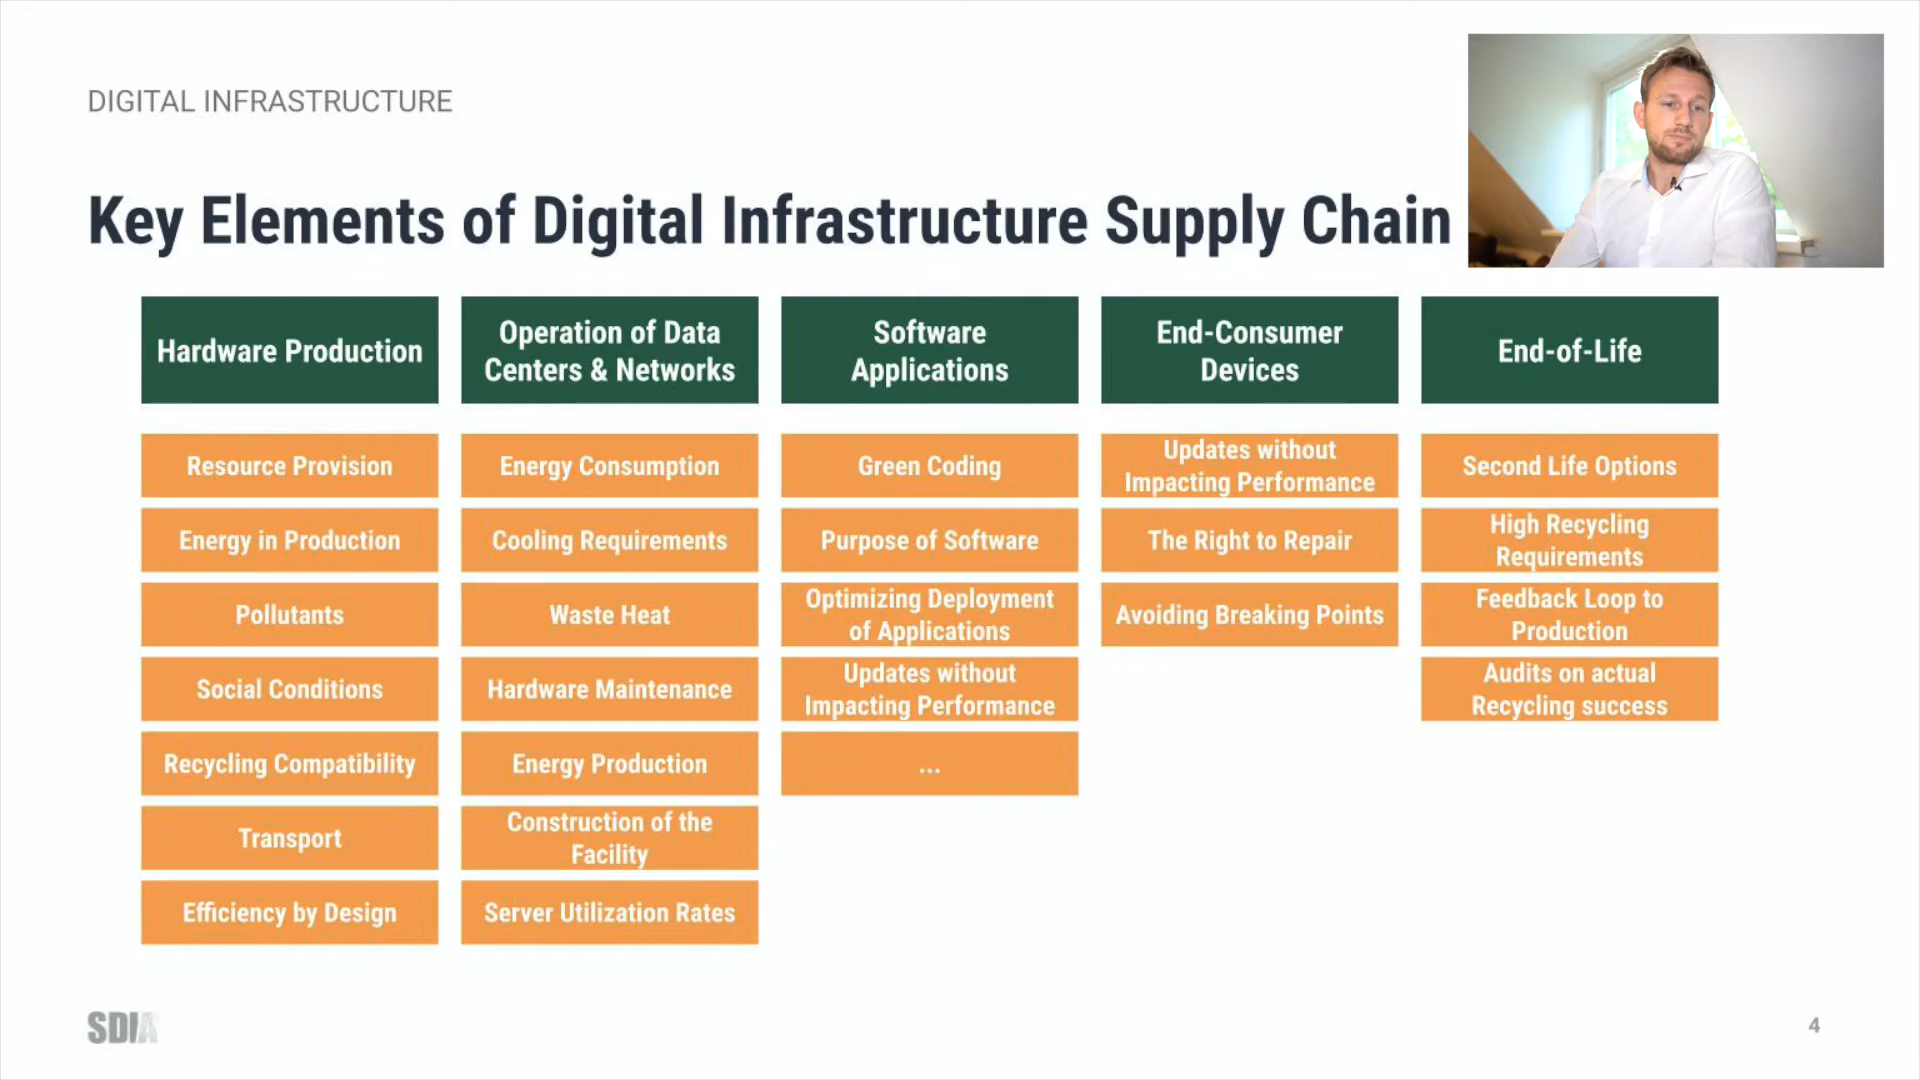 DIGITAL INFRASTRUCTURE
Key Elements of Digital Infrastructure Supply Chain
Hardware Production
Resource Provision
Energy in Production
Pollutants
Social Conditions
Recycling Compatibility
Transport
Efficiency by Design
Operation of Data
Centers & Networks
Energy Consumption
Cooling Requirements
Waste Heat
Hardware Maintenance
Energy Production
Construction of the
Facility
Server Utilization Rates
Software
Applications
Green Coding
Purpose of Software
Optimizing Deployment
of Applications
Updates without
Impacting Performance
...
End-Consumer
Devices
Updates without
Impacting Performance
The Right to Repair
Avoiding Breaking Points
End-of-Life
Second Life Options
High Recycling
Requirements
Feedback Loop to
Production
Audits on actual
Recycling success
SDIA
4